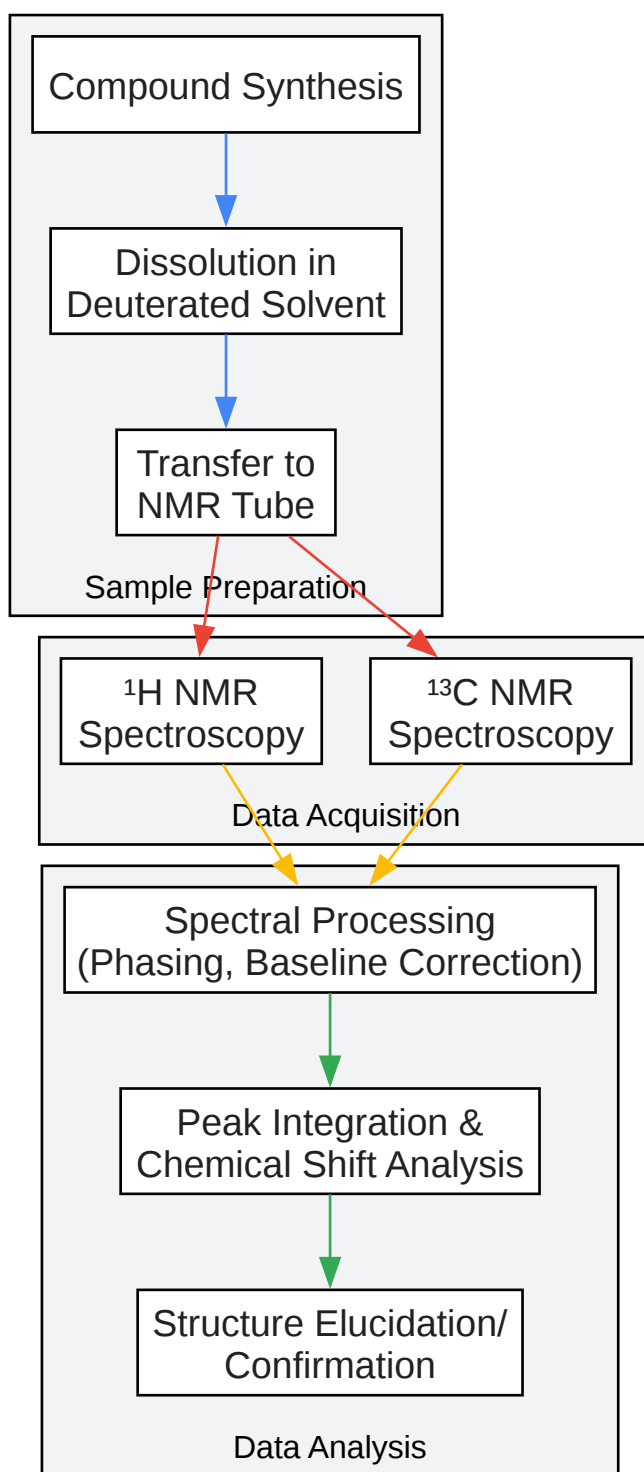 Compound Synthesis
Dissolution in
Deuterated Solvent
Transfer to
NMR Tube
Sample Preparation
¹H NMR
Spectroscopy
¹³C NMR
Spectroscopy
Data Acquisition
Spectral Processing
(Phasing, Baseline Correction)
Peak Integration &
Chemical Shift Analysis
Structure Elucidation/
Confirmation
Data Analysis